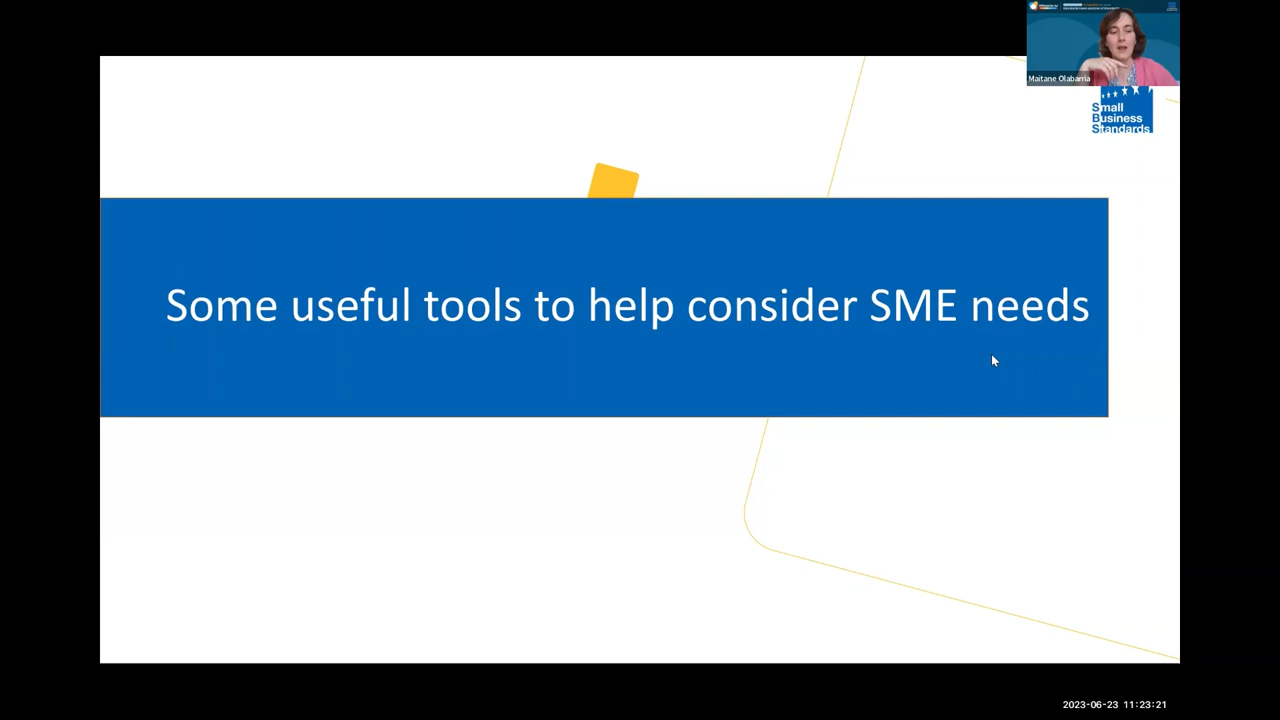 Maitane Olabarria
Small
Business
Standards
Some useful tools to help consider SME needs
2023-06-23 11:23:21